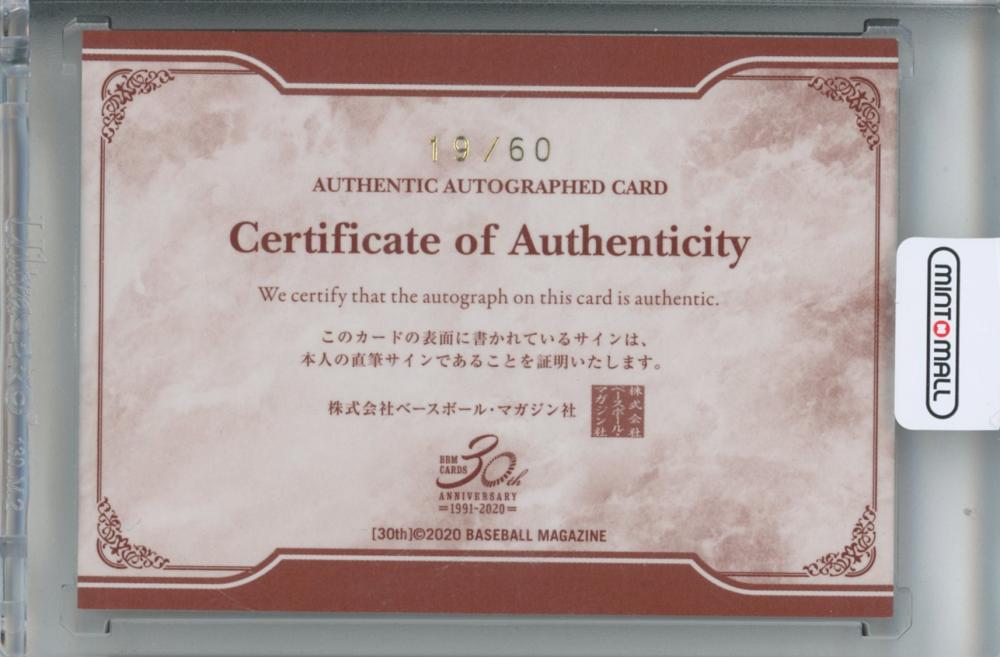 19/60
AUTHENTIC AUTOGRAPHED CARD
Certificate of Authenticity
We certify that the autograph on this card is authentic.
このカードの表面に書かれているサインは、
本人の直筆サインであることを証明いたします。
株式会社ベースボール・マガジン社
株式会社
ベースボール・
マガジン社
BBM
CARDS
30th
ANNIVERSARY
=1991-2020=
[30th]©2020 BASEBALL MAGAZINE
MINT MALL